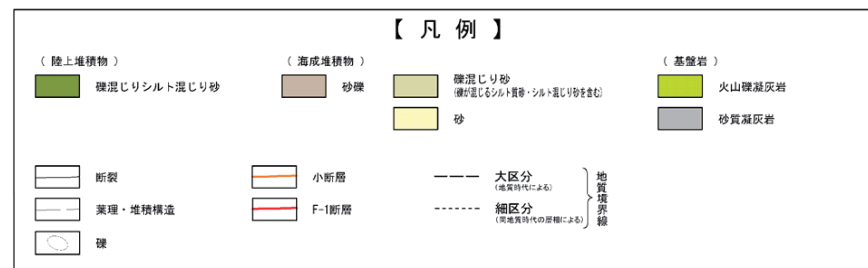 【 凡 例 】
（ 陸上堆積物 ）
礫混じりシルト混じり砂
（ 海成堆積物 ）
砂礫
礫混じり砂
(礫が混じるシルト質砂・シルト混じり砂を含む)
砂
（ 基盤岩 ）
火山礫凝灰岩
砂質凝灰岩
断裂
葉理・堆積構造
礫
小断層
F-1断層
大区分
(地質時代による)
細区分
(同地質時代の層相による)
地質境界線